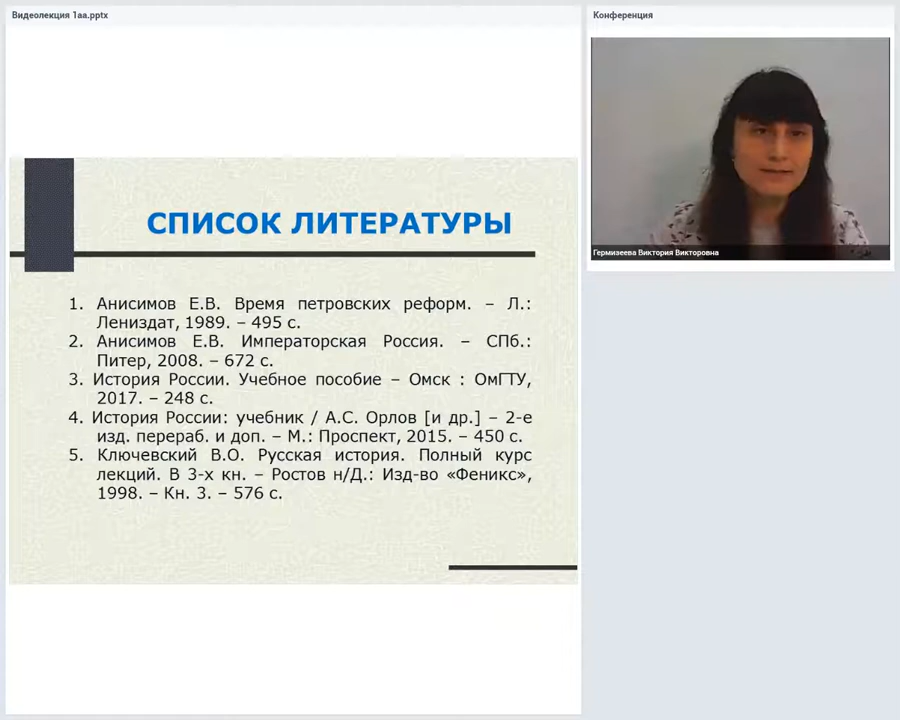 Видеолекция 1aa.pptx
Конференция
Гермизеева Виктория Викторовна
СПИСОК ЛИТЕРАТУРЫ
1. Анисимов Е.В. Время петровских реформ. – Л.:
Лениздат, 1989. – 495 с.
2. Анисимов Е.В. Императорская Россия. – СПб.:
Питер, 2008. – 672 с.
3. История России. Учебное пособие – Омск : ОмГТУ,
2017. – 248 с.
4. История России: учебник / А.С. Орлов [и др.] – 2-е
изд. перераб. и доп. – М.: Проспект, 2015. – 450 с.
5. Ключевский В.О. Русская история. Полный курс
лекций. В 3-х кн. – Ростов н/Д.: Изд-во «Феникс»,
1998. – Кн. 3. – 576 с.